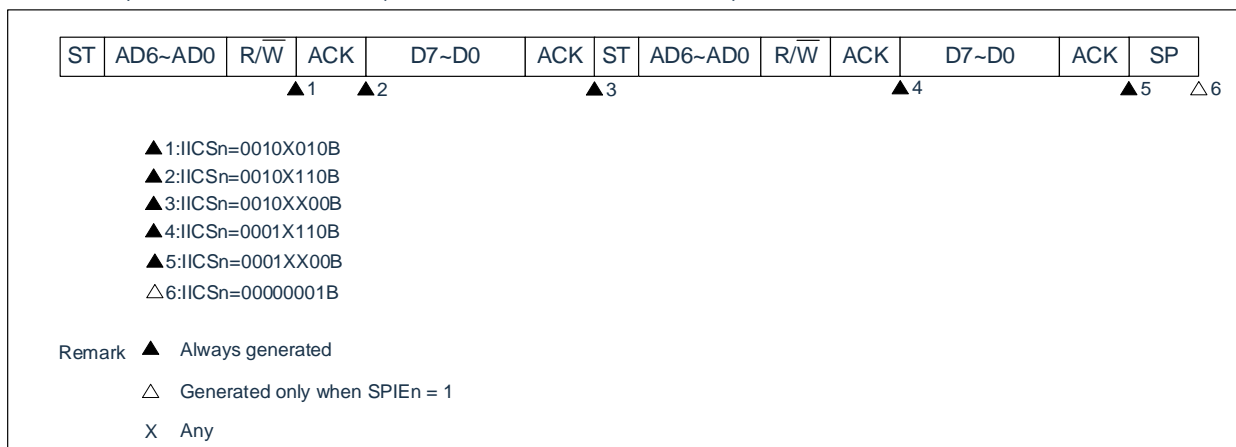 ST AD6~AD0 R/W̅ ACK D7~D0 ACK ST AD6~AD0 R/W̅ ACK D7~D0 ACK SP
▲1 ▲2 ▲3 ▲4 ▲5 △6
▲1:IICSn=0010X010B
▲2:IICSn=0010X110B
▲3:IICSn=0010XX00B
▲4:IICSn=0001X110B
▲5:IICSn=0001XX00B
△6:IICSn=00000001B
Remark ▲ Always generated
△ Generated only when SPIEn = 1
X Any